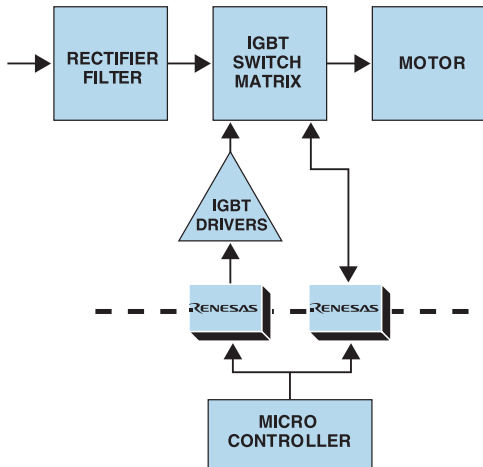 RECTIFIER
FILTER
IGBT
SWITCH
MATRIX
MOTOR
IGBT
DRIVERS
RENESAS
RENESAS
MICRO
CONTROLLER